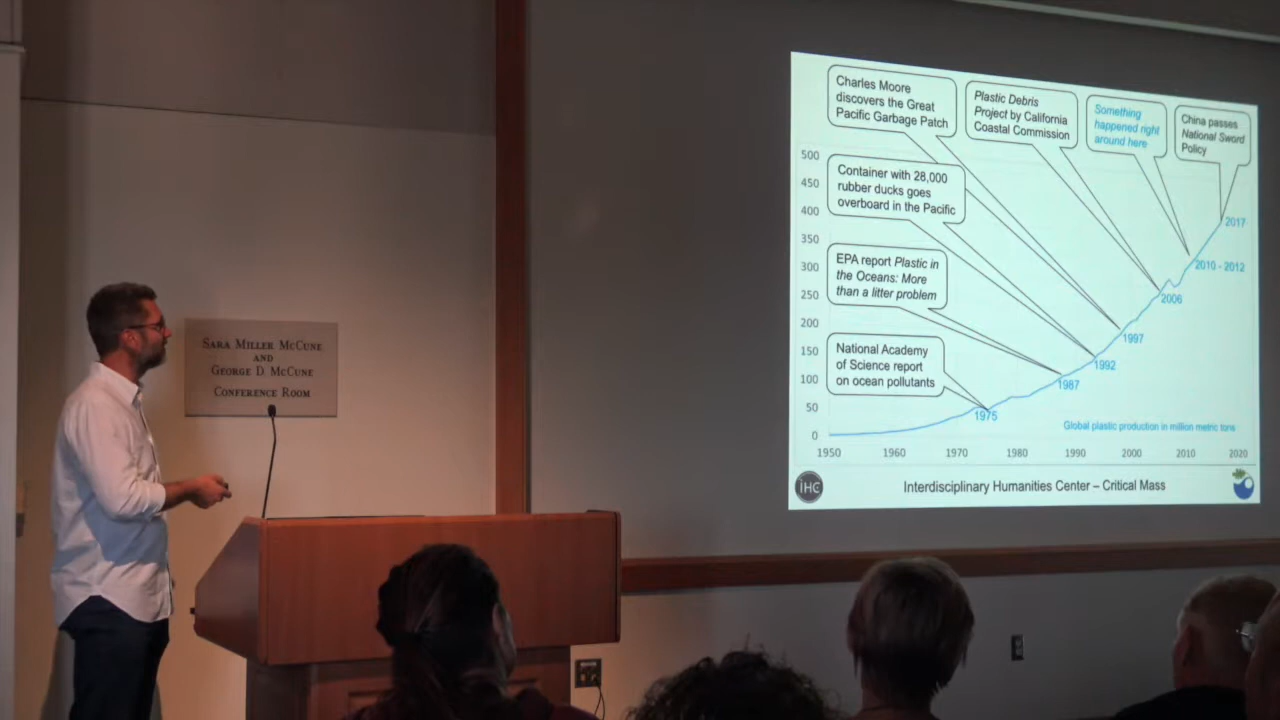 SARA MILLER MCCUNE
AND
GEORGE D. MCCUNE
CONFERENCE ROOM
Charles Moore
discovers the Great
Pacific Garbage Patch
Plastic Debris
Project by California
Coastal Commission
Something
happened right
around here
China passes
National Sword
Policy
Container with 28,000
rubber ducks goes
overboard in the Pacific
EPA report Plastic in
the Oceans: More
than a litter problem
National Academy
of Science report
on ocean pollutants
500
450
400
350
300
250
200
150
100
50
0
2017
2010 - 2012
2006
1997
1992
1987
1975
Global plastic production in million metric tons
1950 1960 1970 1980 1990 2000 2010 2020
IHC
Interdisciplinary Humanities Center – Critical Mass